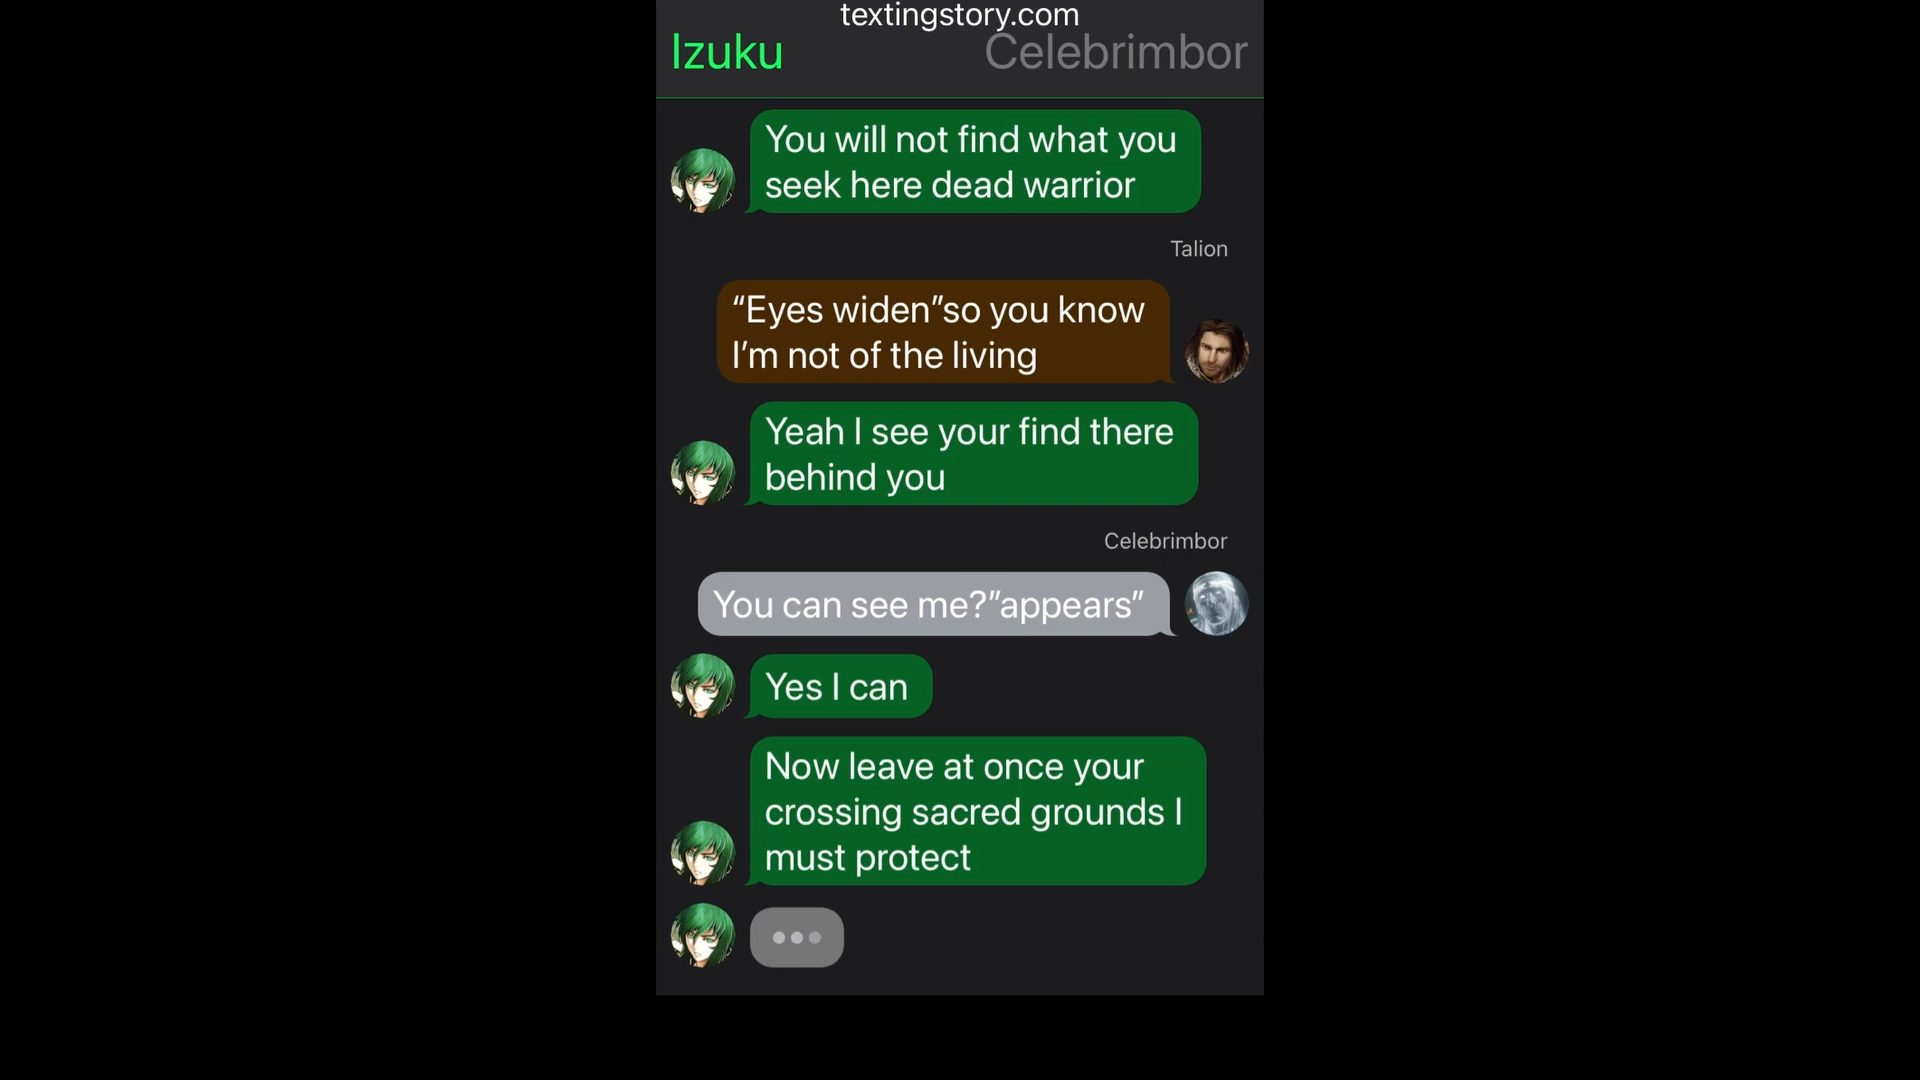 textingstory.com
Izuku
Celebrimbor
You will not find what you
seek here dead warrior
Talion
“Eyes widen”so you know
I’m not of the living
Yeah I see your find there
behind you
Celebrimbor
You can see me?”appears”
Yes I can
Now leave at once your
crossing sacred grounds I
must protect